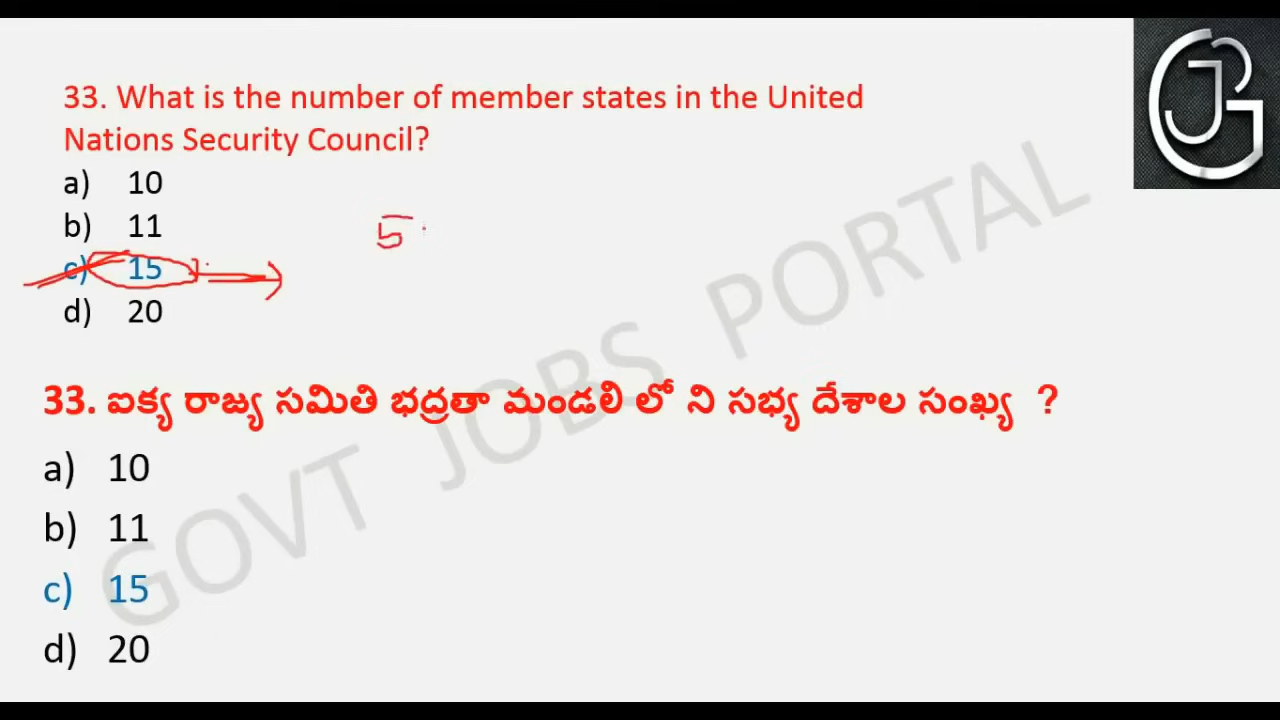 33. What is the number of member states in the United
Nations Security Council?
a) 10
b) 11
c) 15
d) 20
5
33. ఐక్య రాజ్య సమితి భద్రతా మండలి లో ని సభ్య దేశాల సంఖ్య ?
a) 10
b) 11
c) 15
d) 20
GOVT JOBS PORTAL
GJ